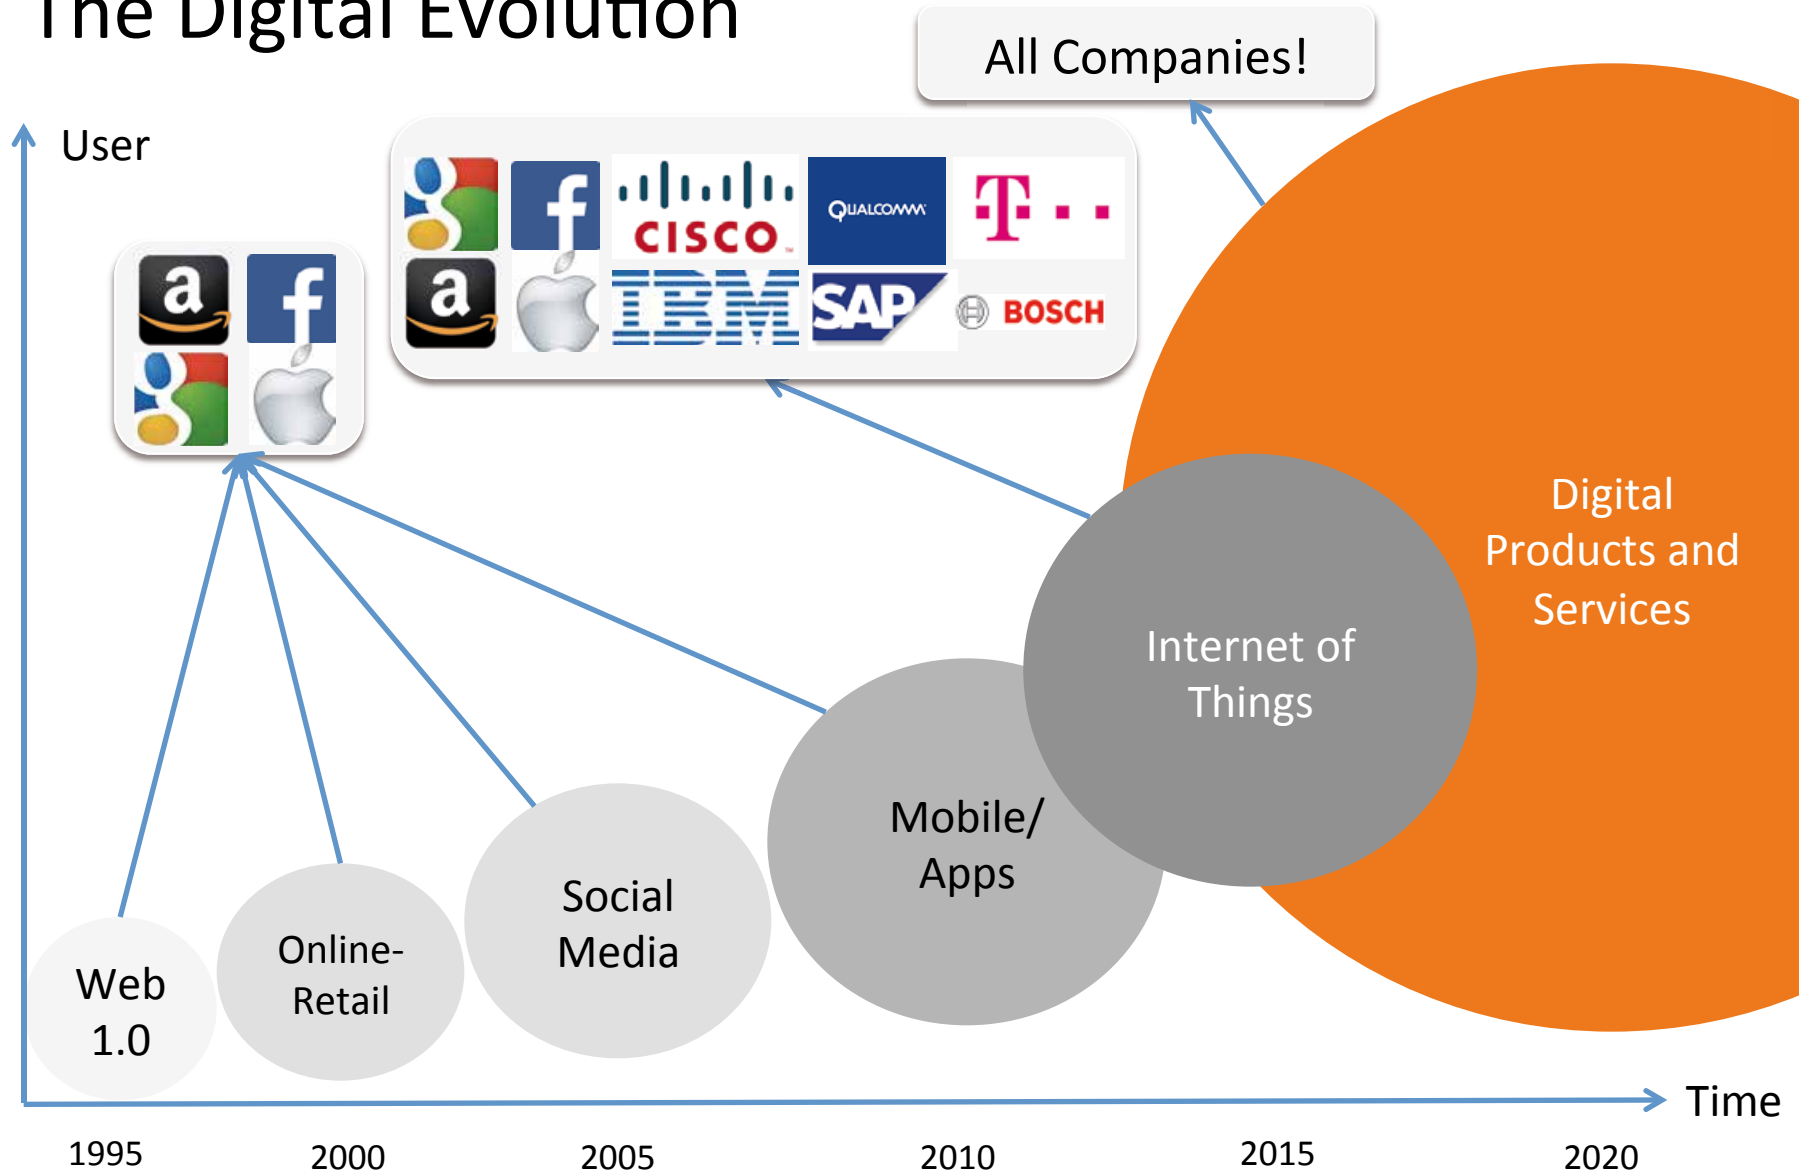 The Digital Evolution
All Companies!
User
CISCO
QUALCOMM
T
IBM
SAP
BOSCH
a
f
g
a
f
g
Digital
Products and
Services
Internet of
Things
Mobile/
Apps
Social
Media
Online-
Retail
Web
1.0
Time
1995
2000
2005
2010
2015
2020